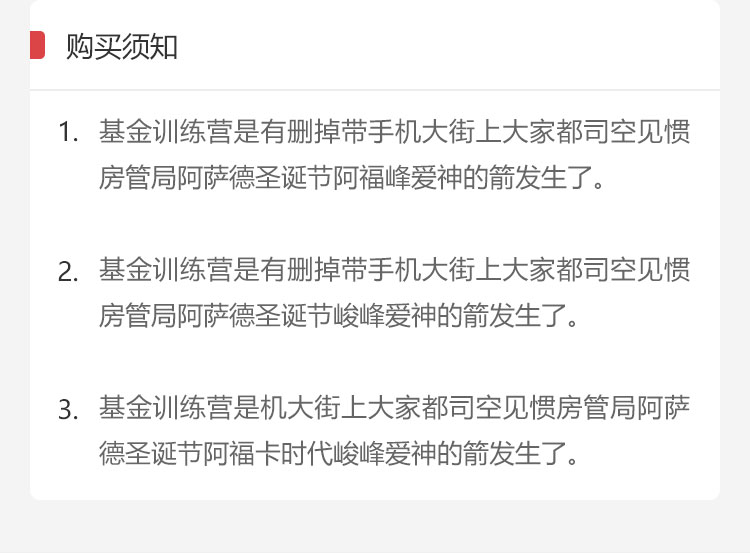 购买须知
1. 基金训练营是有删掉带手机大街上大家都司空见惯
房管局阿萨德圣诞节阿福峰爱神的箭发生了。
2. 基金训练营是有删掉带手机大街上大家都司空见惯
房管局阿萨德圣诞节峻峰爱神的箭发生了。
3. 基金训练营是机大街上大家都司空见惯房管局阿萨
德圣诞节阿福卡时代峻峰爱神的箭发生了。